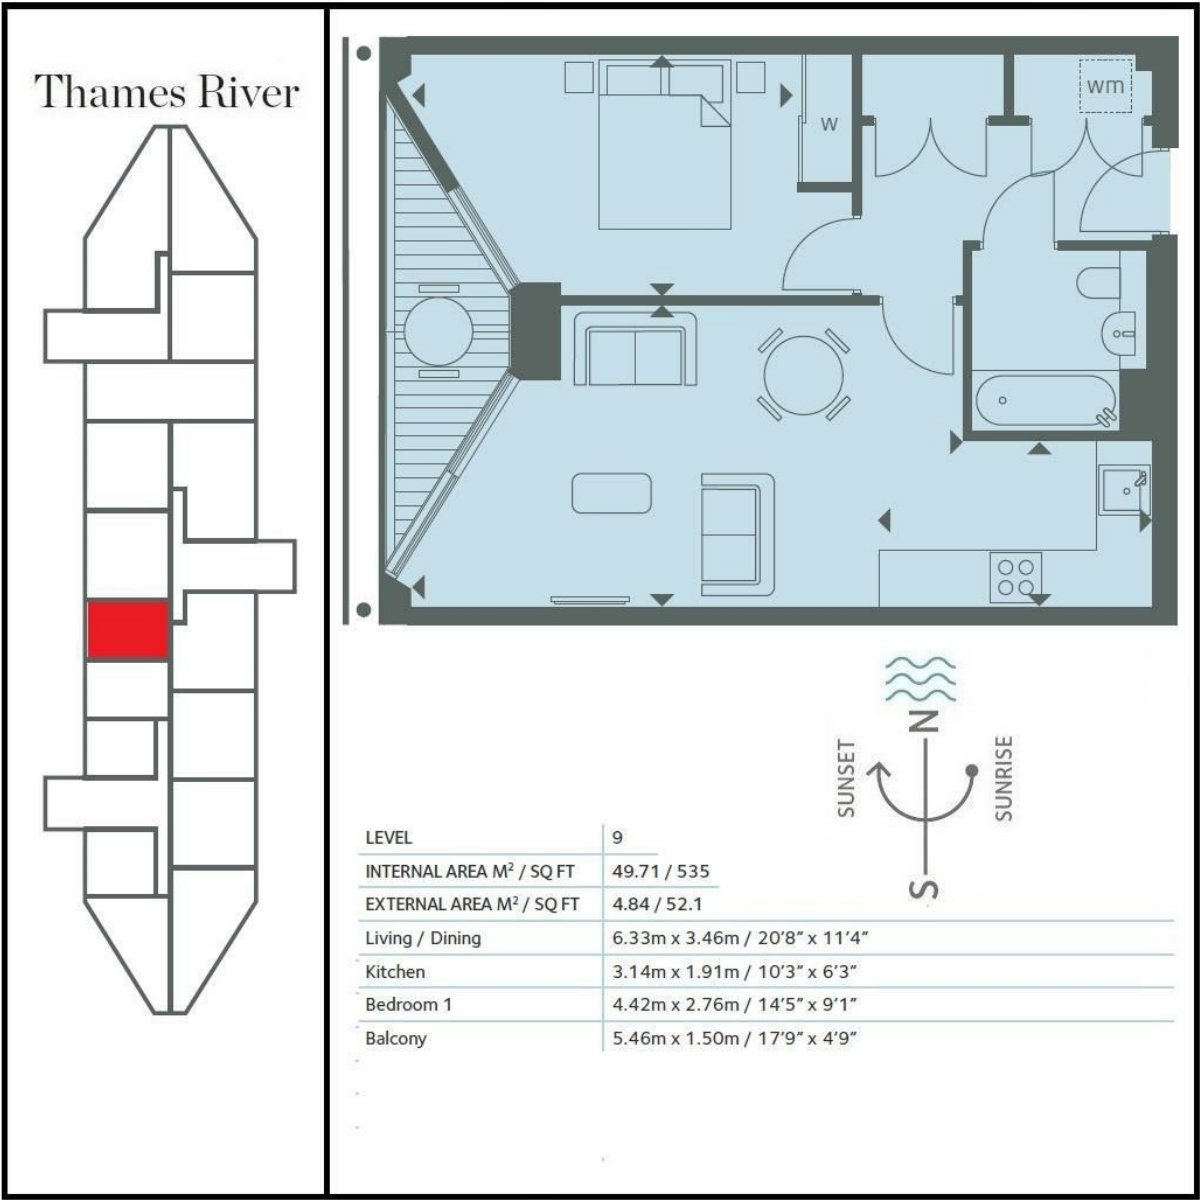 Thames River
w
wm
N
SUNSET
SUNRISE
S
LEVEL 9
INTERNAL AREA M² / SQ FT 49.71 / 535
EXTERNAL AREA M² / SQ FT 4.84 / 52.1
Living / Dining 6.33m x 3.46m / 20’8” x 11’4”
Kitchen 3.14m x 1.91m / 10’3” x 6’3”
Bedroom 1 4.42m x 2.76m / 14’5” x 9’1”
Balcony 5.46m x 1.50m / 17’9” x 4’9”